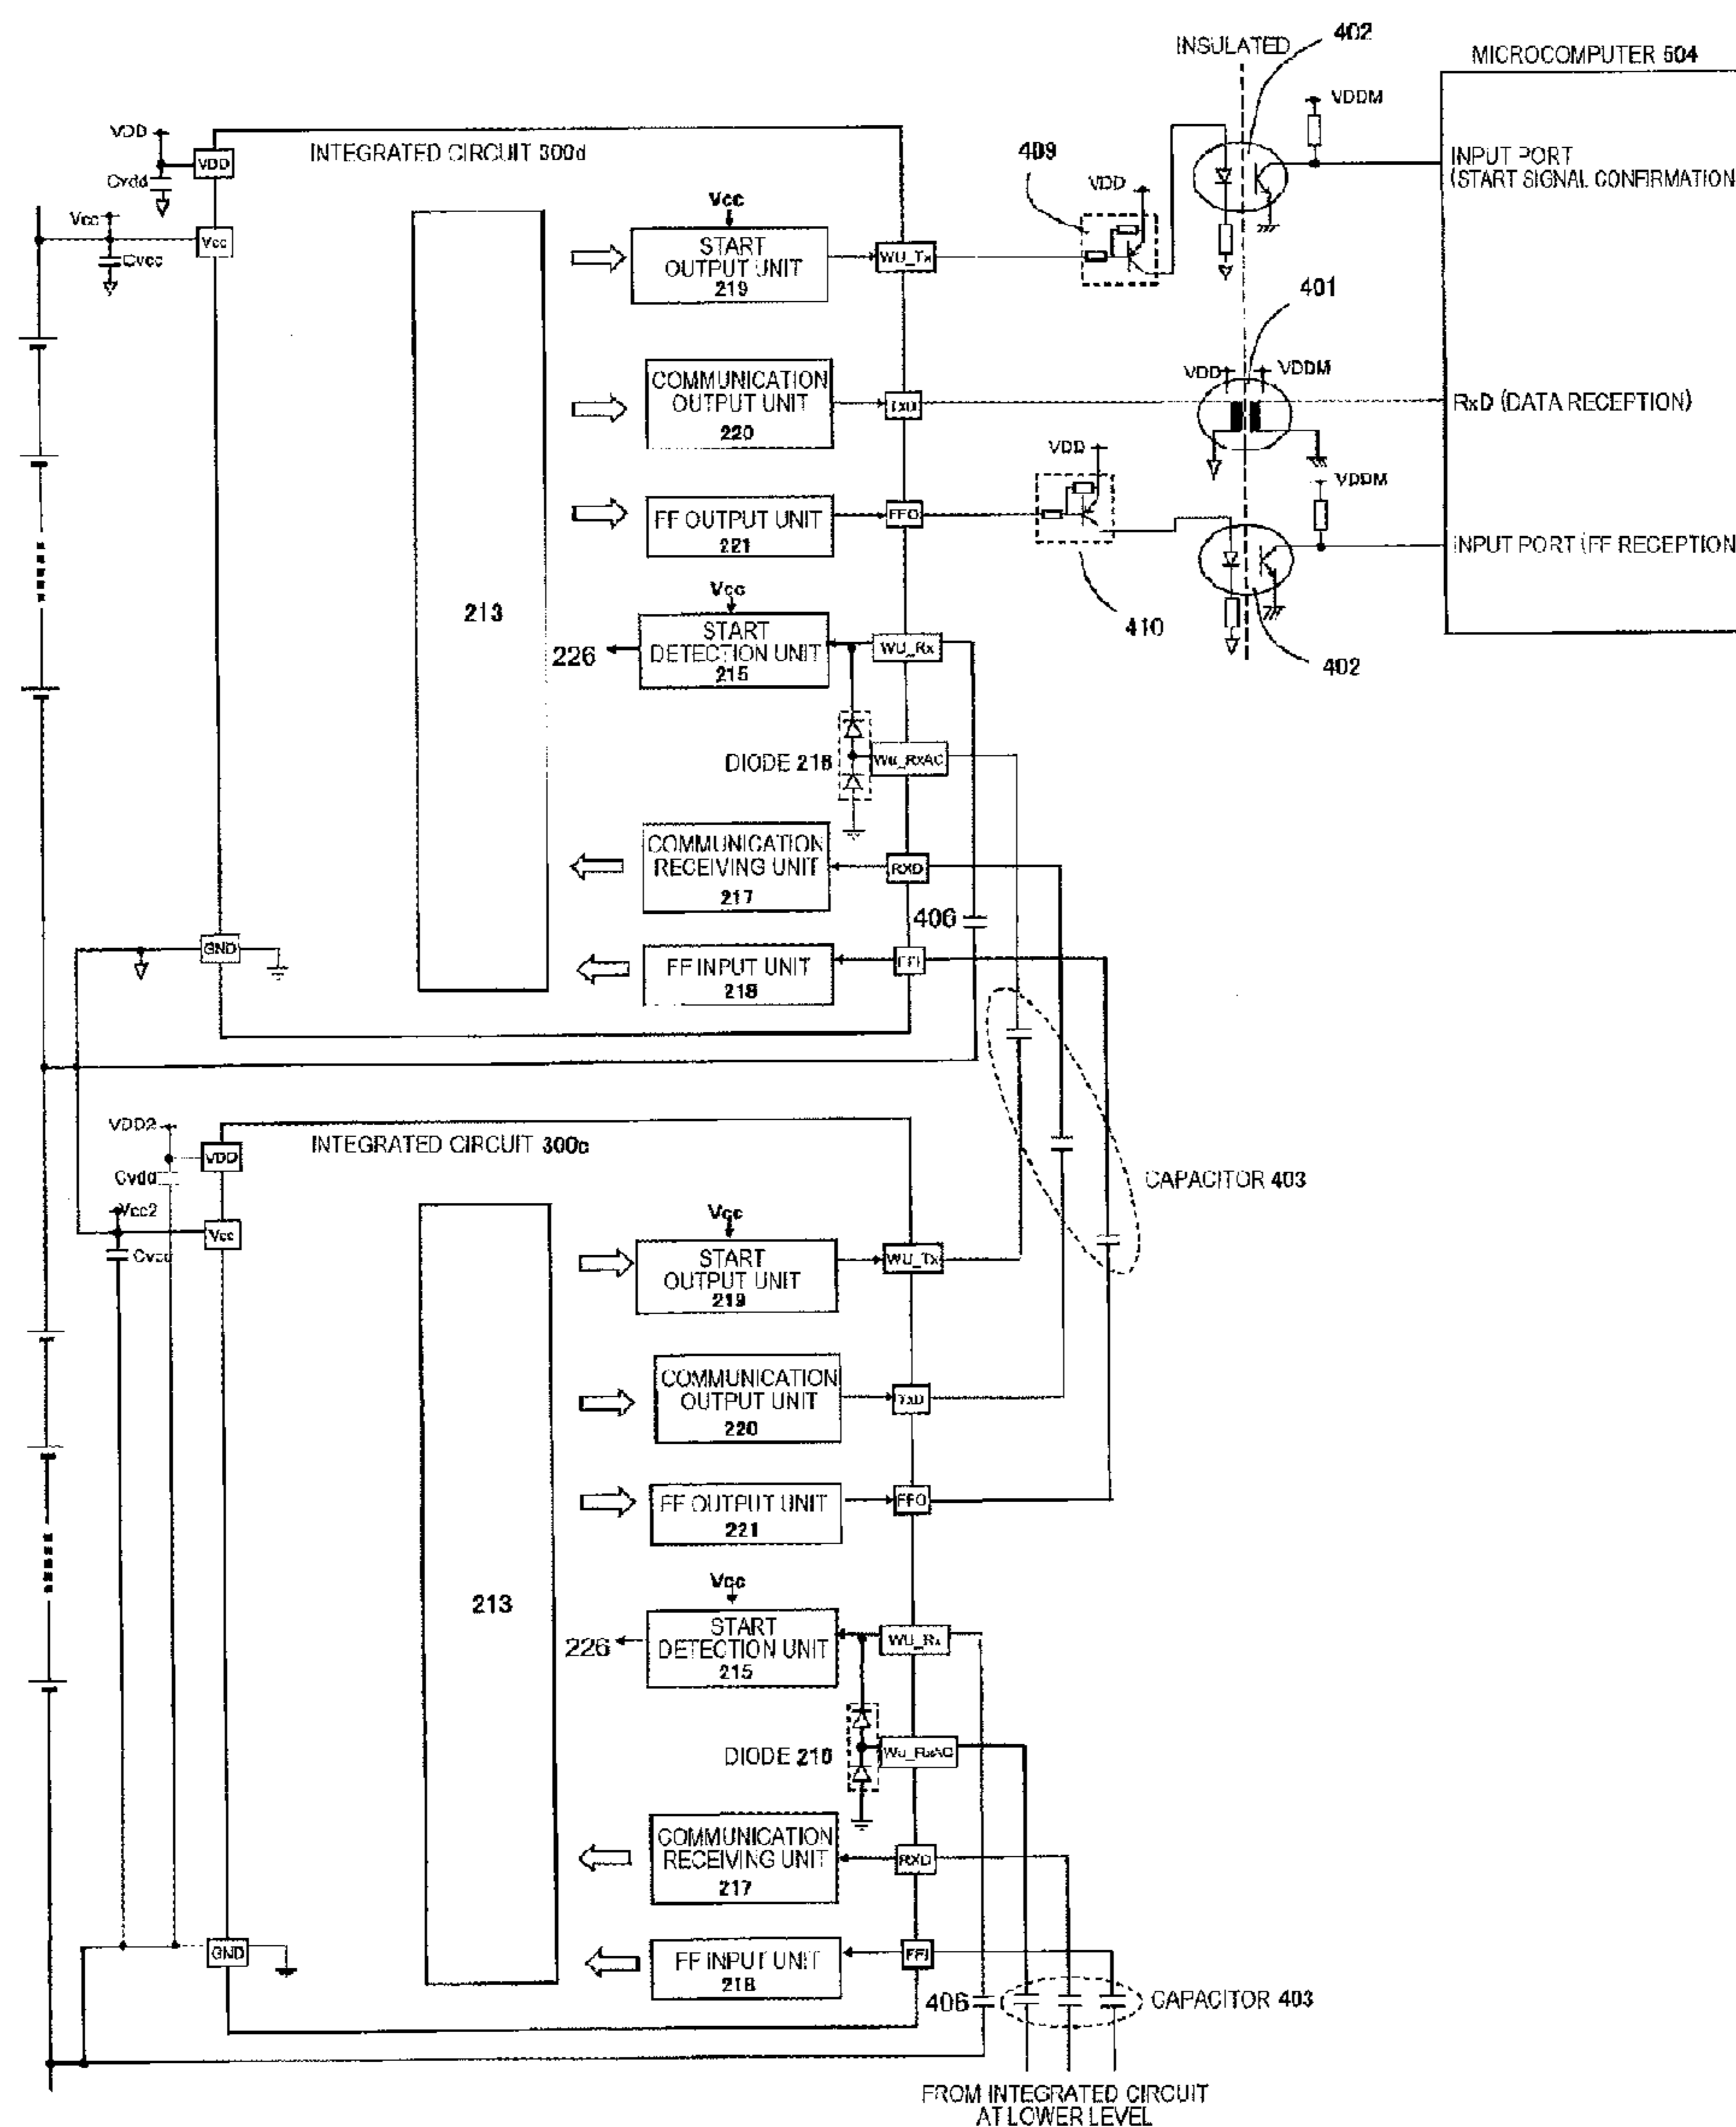 INSULATED
402
MICROCOMPUTER 504
VDDM
VDD
VDD
Cvdd
INTEGRATED CIRCUIT 300d
409
VDD
INPUT PORT
(START SIGNAL CONFIRMATION
Vcc
Vcc
Cvcc
Vcc
START
OUTPUT UNIT
219
WU_Tx
401
VDD
VDDM
COMMUNICATION
OUTPUT UNIT
220
TXD
RxD (DATA RECEPTION)
VDD
VDDM
FF OUTPUT UNIT
221
FFO
INPUT PORT (FF RECEPTION
410
402
213
Vcc
226
START
DETECTION UNIT
215
WU_Rx
DIODE 216
Wu_RxAC
COMMUNICATION
RECEIVING UNIT
217
RXD
406
GND
FF INPUT UNIT
218
FFI
VDD2
VDD
Cvdd
INTEGRATED CIRCUIT 300c
CAPACITOR 403
Vcc2
Vcc
Cvcc
Vcc
START
OUTPUT UNIT
219
WU_Tx
COMMUNICATION
OUTPUT UNIT
220
TXD
FF OUTPUT UNIT
221
FFO
213
Vcc
226
START
DETECTION UNIT
215
WU_Rx
DIODE 216
Wu_RxAC
COMMUNICATION
RECEIVING UNIT
217
RXD
GND
FF INPUT UNIT
218
FFI
406
CAPACITOR 403
FROM INTEGRATED CIRCUIT
AT LOWER LEVEL